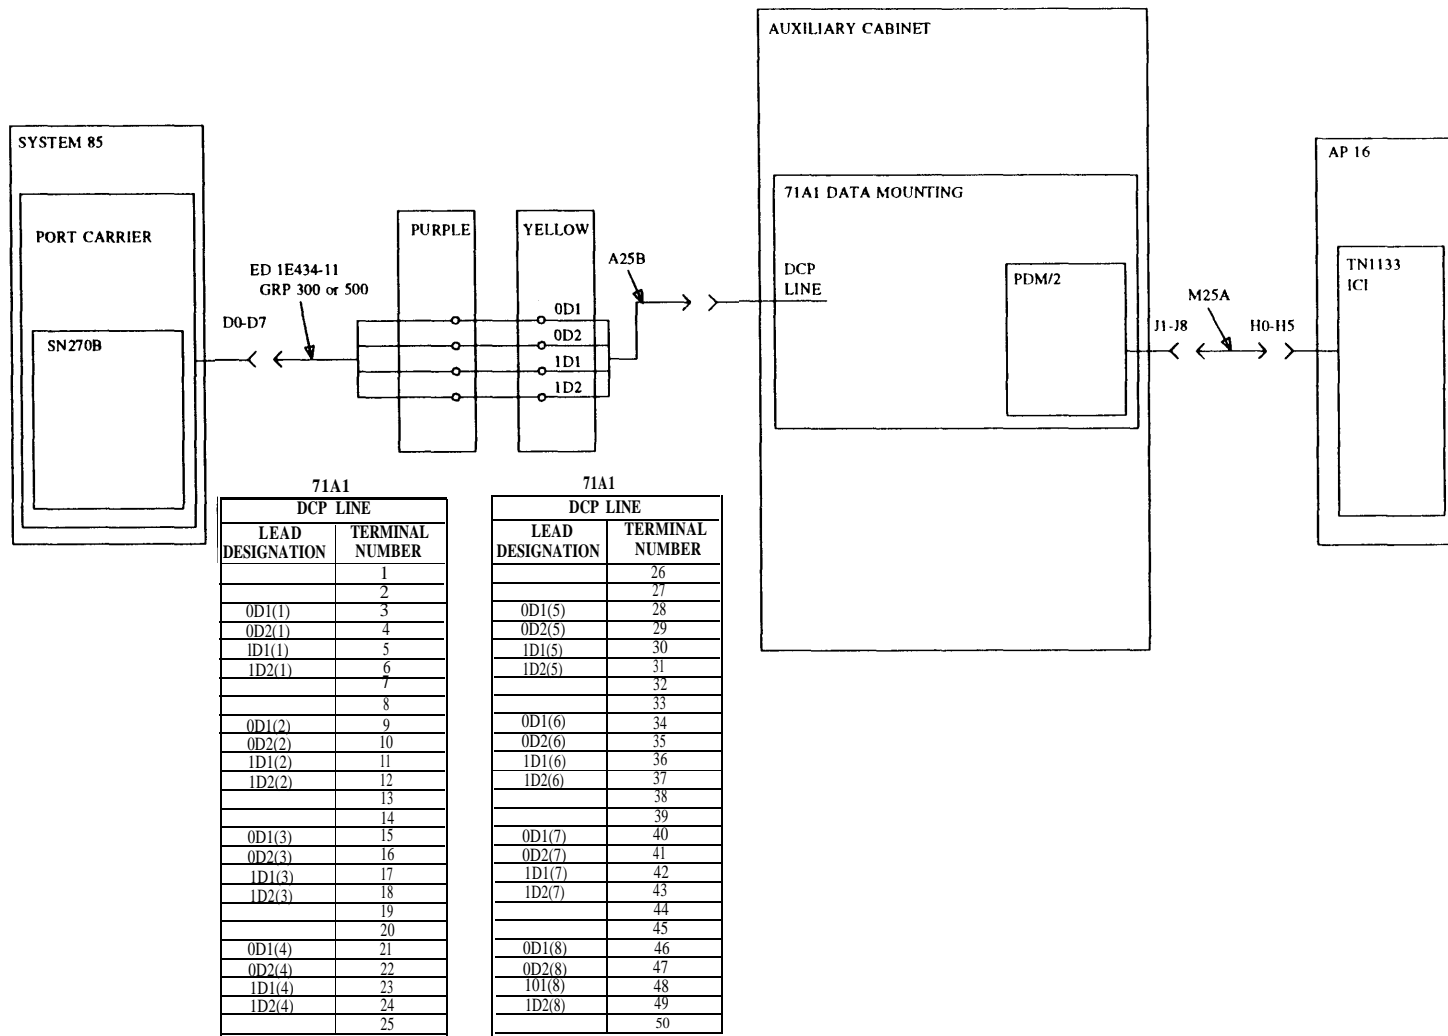 AUXILIARY CABINET
SYSTEM 85
AP 16
71A1 DATA MOUNTING
PORT CARRIER
PURPLE
YELLOW
A25B
ED 1E434-11
GRP 300 or 500
DCP
LINE
PDM/2
TN1133
ICI
M25A
D0-D7
0D1
J1-J8
H0-H5
SN270B
0D2
1D1
1D2
71A1
DCP LINE
LEAD DESIGNATION TERMINAL NUMBER
1
2
0D1(1) 3
0D2(1) 4
1D1(1) 5
1D2(1) 6
7
8
0D1(2) 9
0D2(2) 10
1D1(2) 11
1D2(2) 12
13
14
0D1(3) 15
0D2(3) 16
1D1(3) 17
1D2(3) 18
19
20
0D1(4) 21
0D2(4) 22
1D1(4) 23
1D2(4) 24
25
71A1
DCP LINE
LEAD DESIGNATION TERMINAL NUMBER
26
27
0D1(5) 28
0D2(5) 29
1D1(5) 30
1D2(5) 31
32
33
0D1(6) 34
0D2(6) 35
1D1(6) 36
1D2(6) 37
38
39
0D1(7) 40
0D2(7) 41
1D1(7) 42
1D2(7) 43
44
45
0D1(8) 46
0D2(8) 47
101(8) 48
1D2(8) 49
50